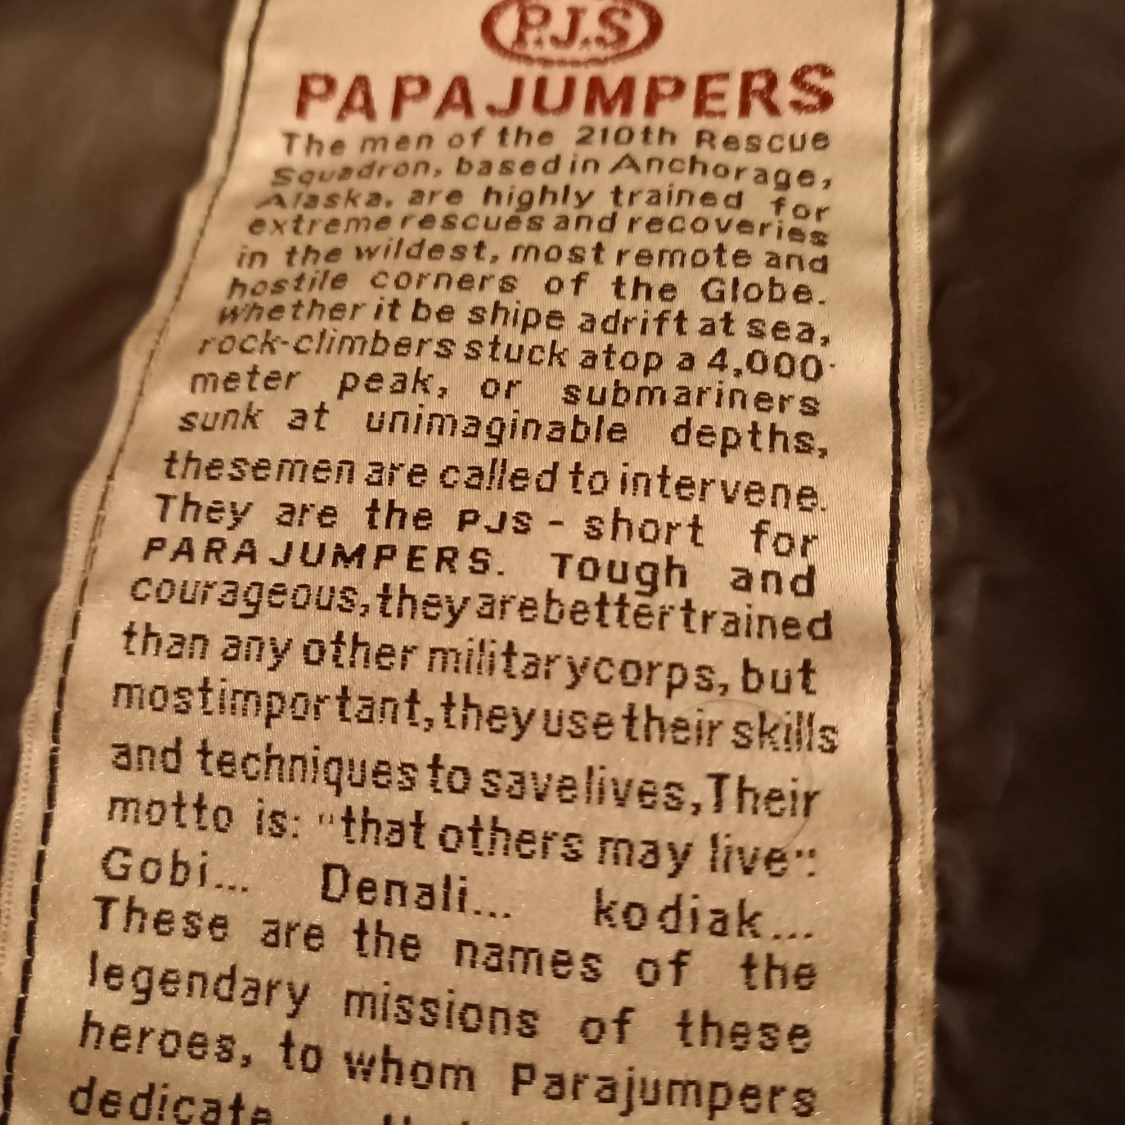 P.J.S
PAPAJUMPERS
The men of the 210th Rescue
Squadron, based in Anchorage,
Alaska, are highly trained for
extreme rescues and recoveries
in the wildest, most remote and
hostile corners of the Globe.
Whether it be shipe adrift at sea,
rock-climbers stuck atop a 4,000-
meter peak, or submariners
sunk at unimaginable depths,
thesemen are called to intervene.
They are the PJS - short for
PARAJUMPERS. Tough and
courageous,theyarebettertrained
than any other militarycorps, but
mostimportant,theyusetheir skills
and techniques to savelives,Their
motto is: "that others may live":
Gobi... Denali... kodiak...
These are the names of the
legendary missions of these
heroes, to whom Parajumpers
dedicate